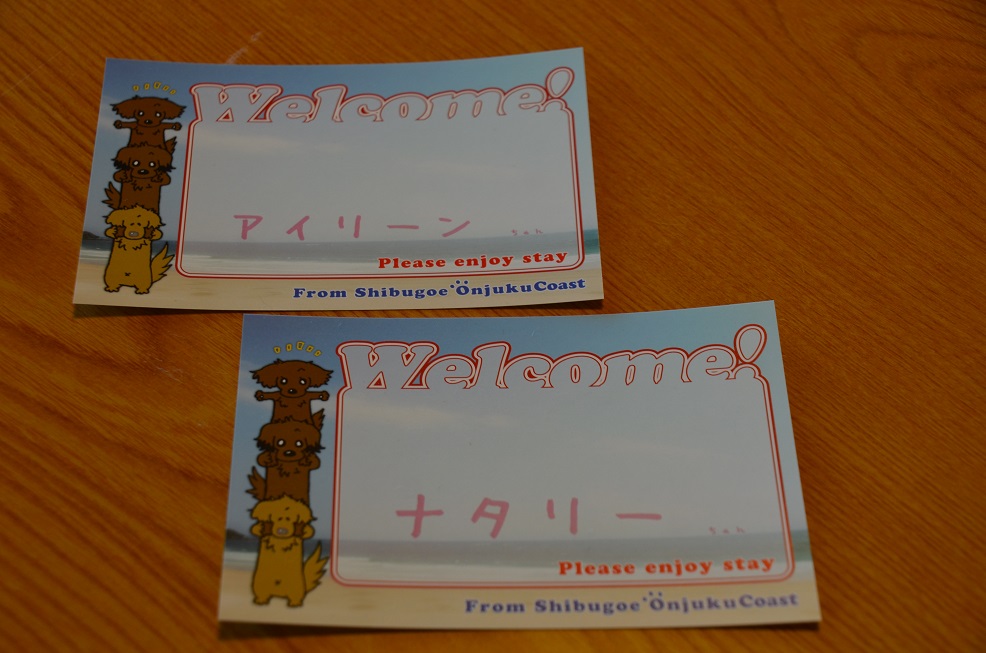 Welcome!
アイリーン
Please enjoy stay
From Shibugoe OnjukuCoast
Welcome!
ナタリー
Please enjoy stay
From Shibugoe OnjukuCoast